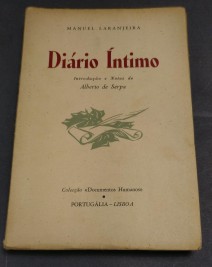 MANUEL LARANJEIRA
Diário Íntimo
Introdução e Notas de
Alberto de Serpa
Colecção «Documentos Humanos»
PORTUGÁLIA - LISBOA